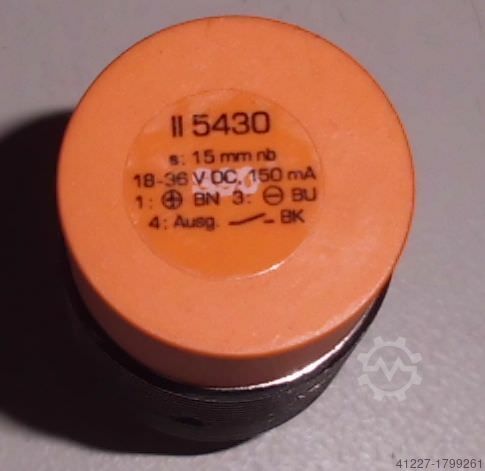 II 5430
s: 15 mm nb
18-36 V DC, 150 mA
1: ⊕ BN 3: ⊖ BU
4: Ausg. BK
41227-1799261